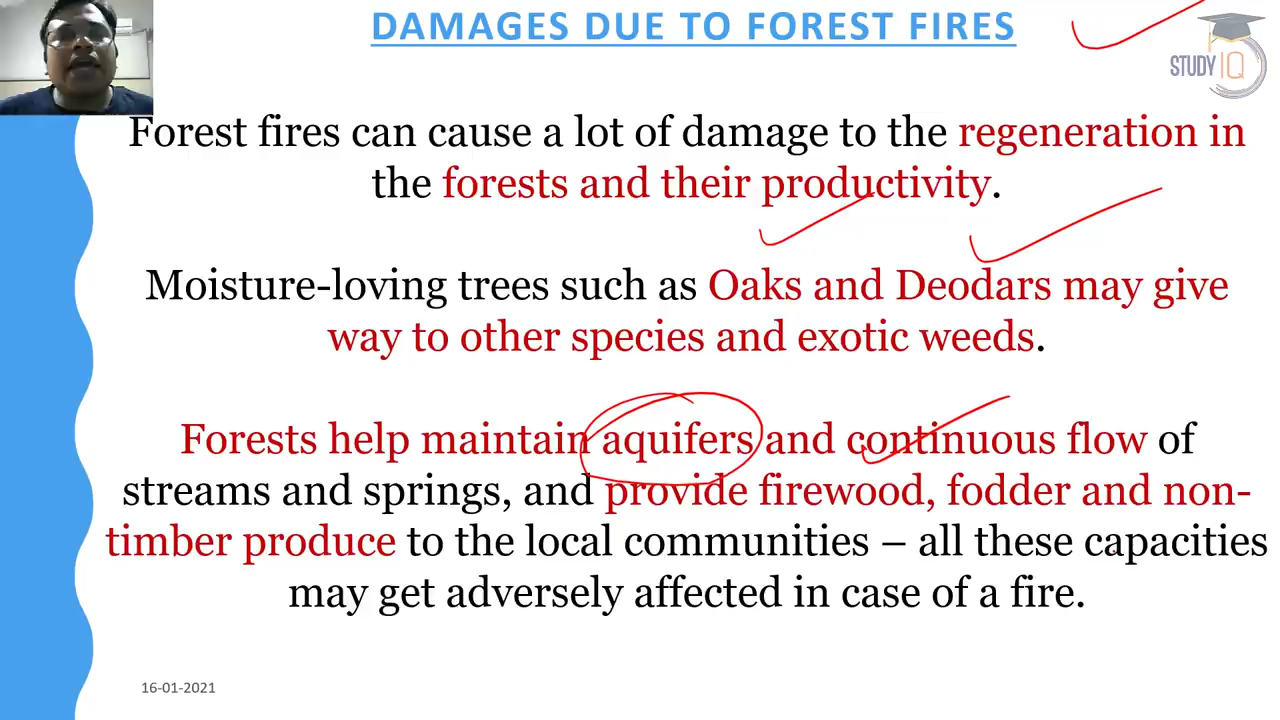 DAMAGES DUE TO FOREST FIRES
STUDY IQ
Forest fires can cause a lot of damage to the regeneration in
the forests and their productivity.
Moisture-loving trees such as Oaks and Deodars may give
way to other species and exotic weeds.
Forests help maintain aquifers and continuous flow of
streams and springs, and provide firewood, fodder and non-
timber produce to the local communities – all these capacities
may get adversely affected in case of a fire.
16-01-2021